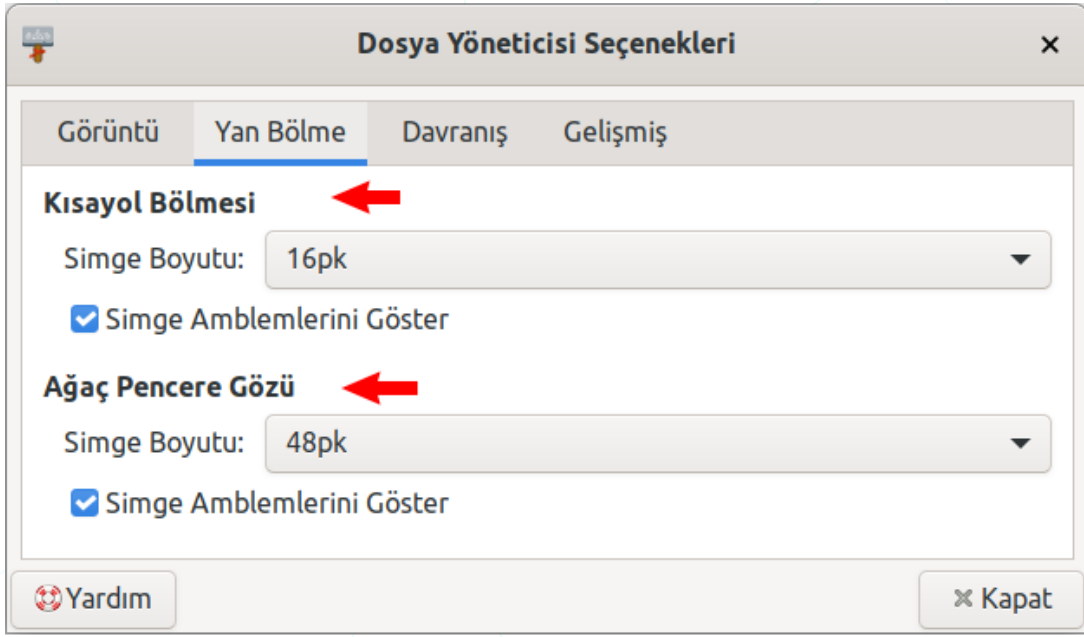 Dosya Yöneticisi Seçenekleri
Görüntü Yan Bölme Davranış Gelişmiş
Kısayol Bölmesi
Simge Boyutu: 16pk
Simge Amblemlerini Göster
Ağaç Pencere Gözü
Simge Boyutu: 48pk
Simge Amblemlerini Göster
Yardım Kapat